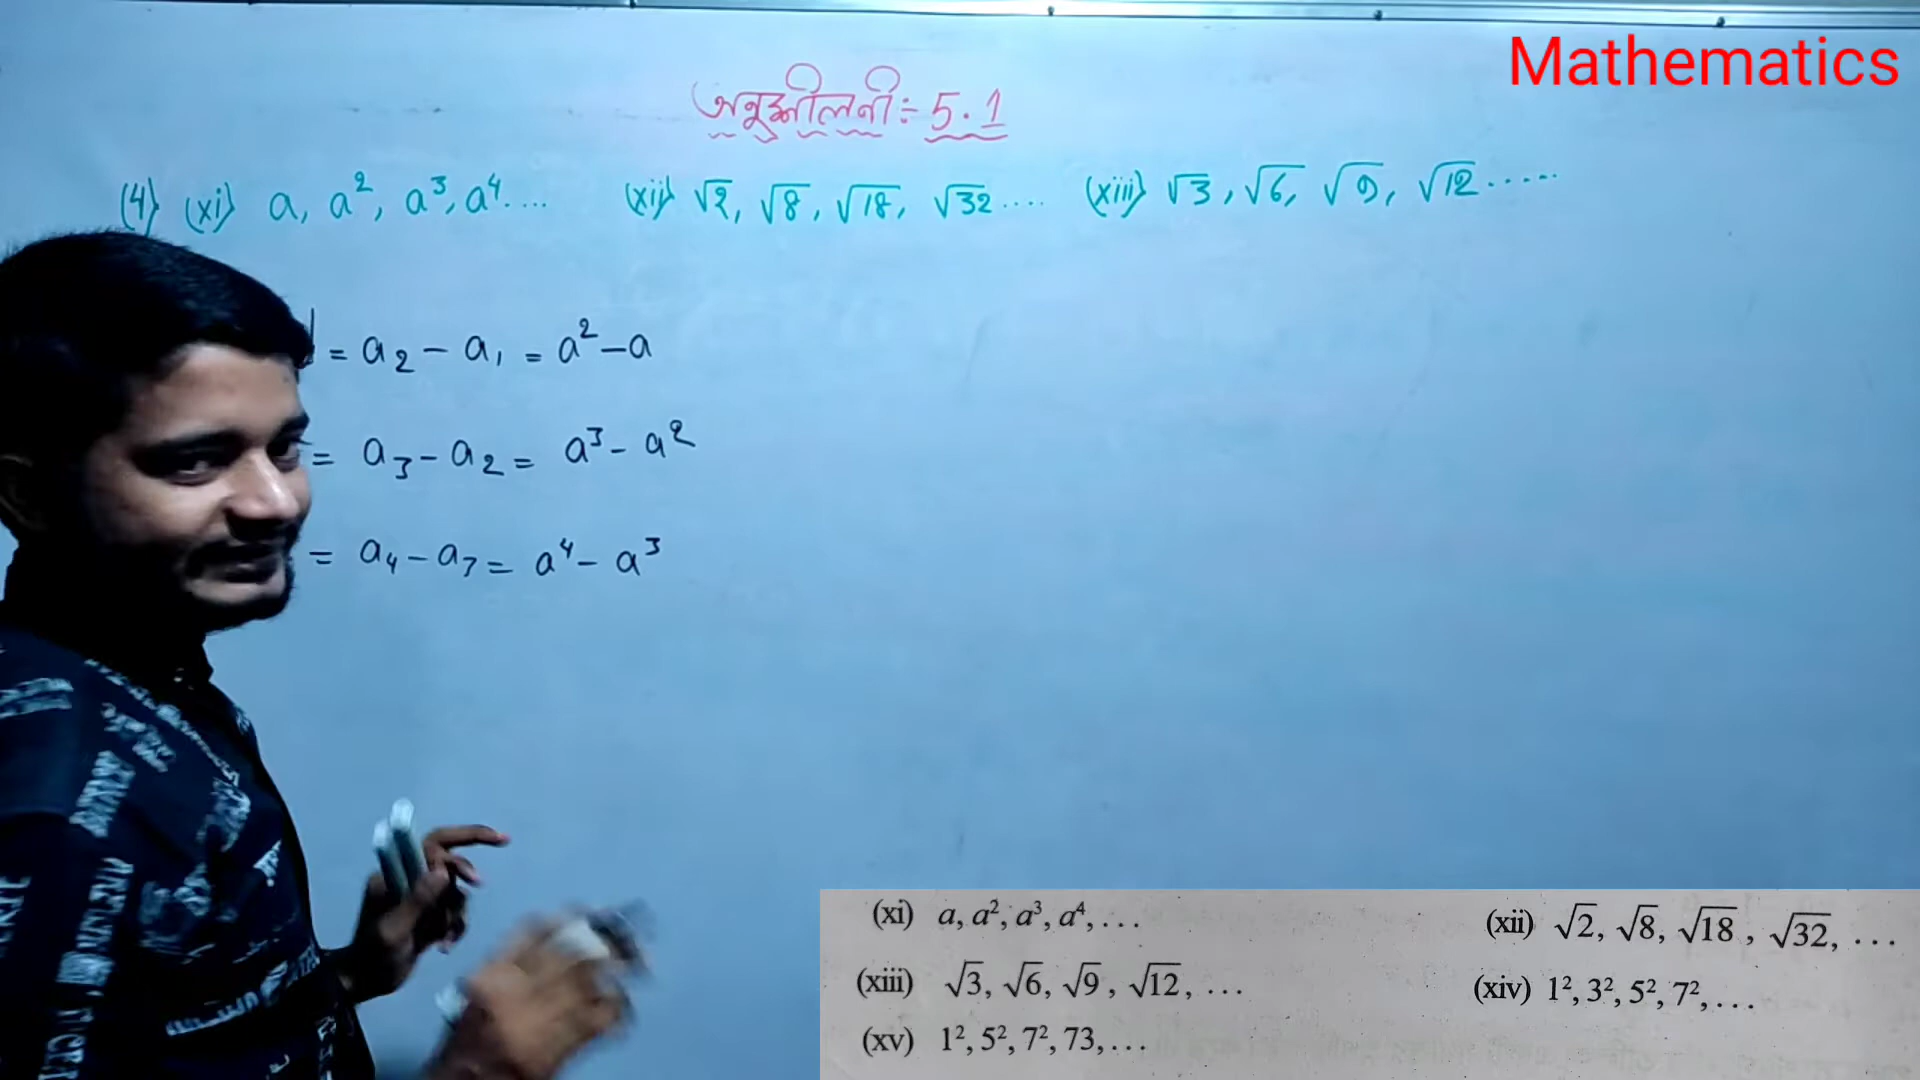 Mathematics
অনুশীলনী ÷ 5.1
(4) (xi) a, a², a³, a⁴.... (xii) √2, √8, √18, √32.... (xiii) √3, √6, √9, √12.....
= a₂ − a₁ = a² − a
= a₃ − a₂ = a³ − a²
= a₄ − a₃ = a⁴ − a³
(xi) a, a², a³, a⁴, ... (xii) √2, √8, √18, √32, ...
(xiii) √3, √6, √9, √12, ... (xiv) 1², 3², 5², 7², ...
(xv) 1², 5², 7², 73, ...